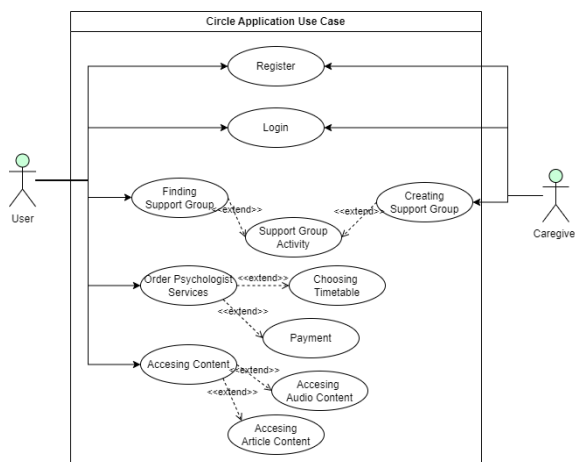 Circle Application Use Case
Register
Login
Finding
Support Group
Creating
Support Group
<<extend>>
<<extend>>
User
Caregive
Support Group
Activity
Order Psychologist
Services
<<extend>>
Choosing
Timetable
<<extend>>
Payment
Accesing Content
<<extend>>
Accesing
Audio Content
<<extend>>
Accesing
Article Content